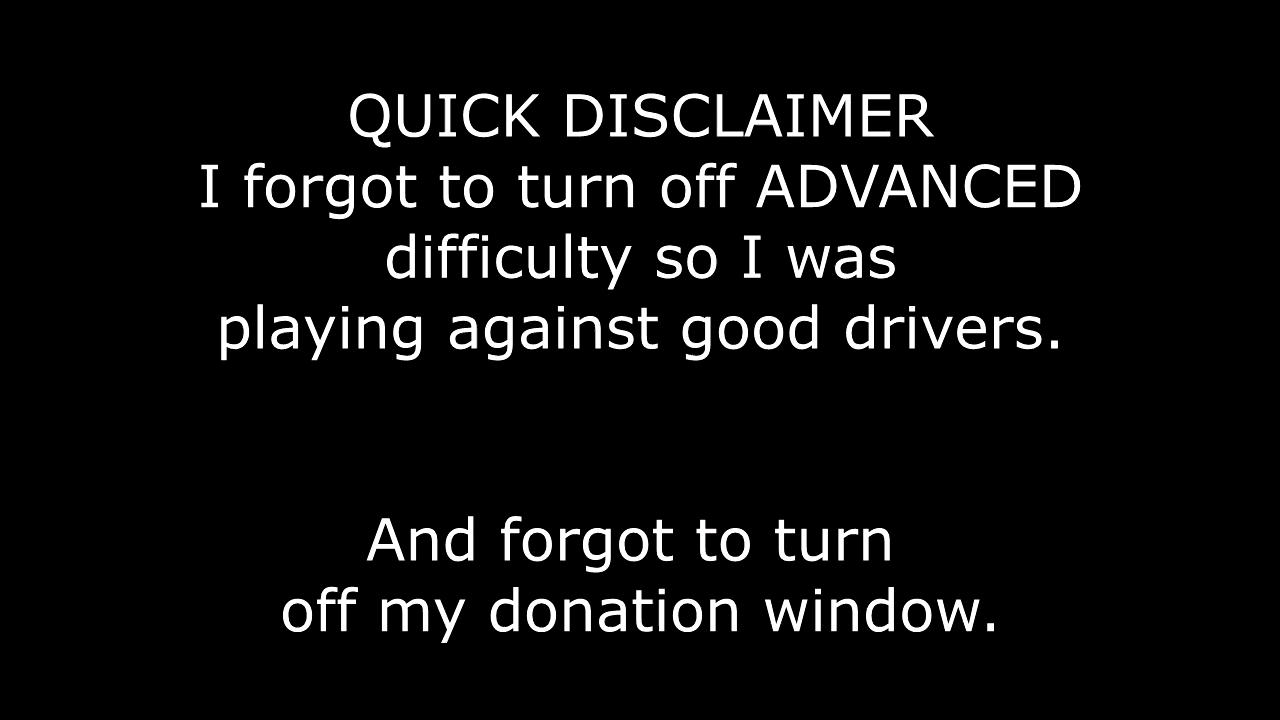 QUICK DISCLAIMER
I forgot to turn off ADVANCED
difficulty so I was
playing against good drivers.
And forgot to turn
off my donation window.